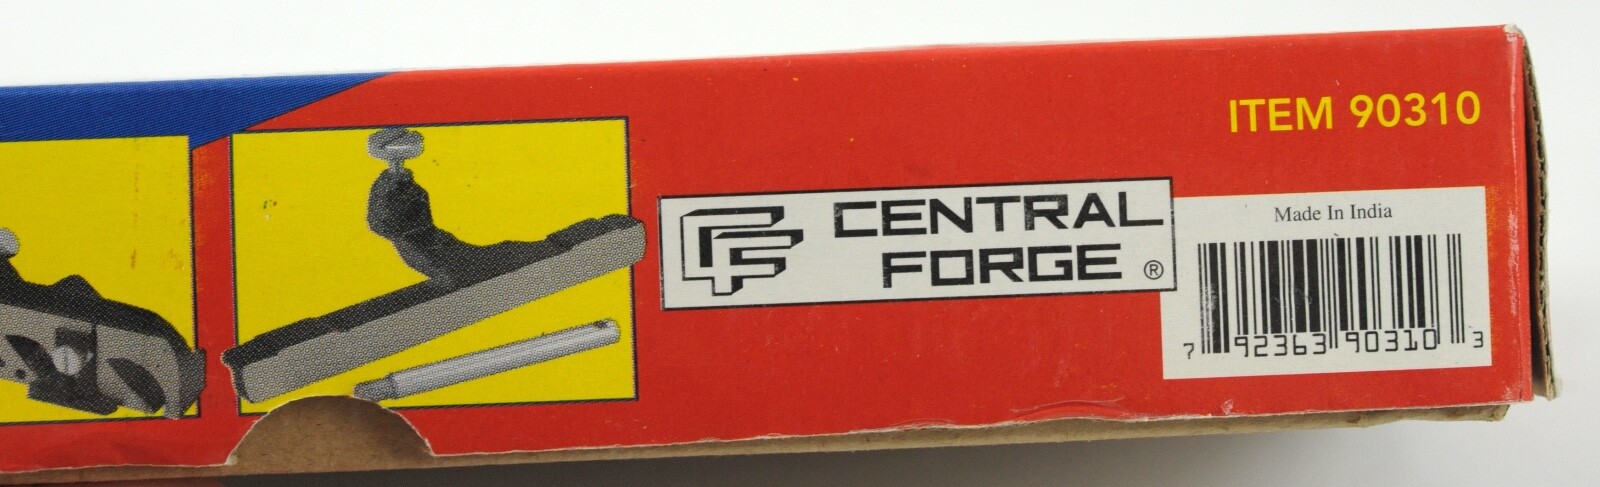 ITEM 90310
CENTRAL
FORGE ®
Made In India
7 92363 90310 3